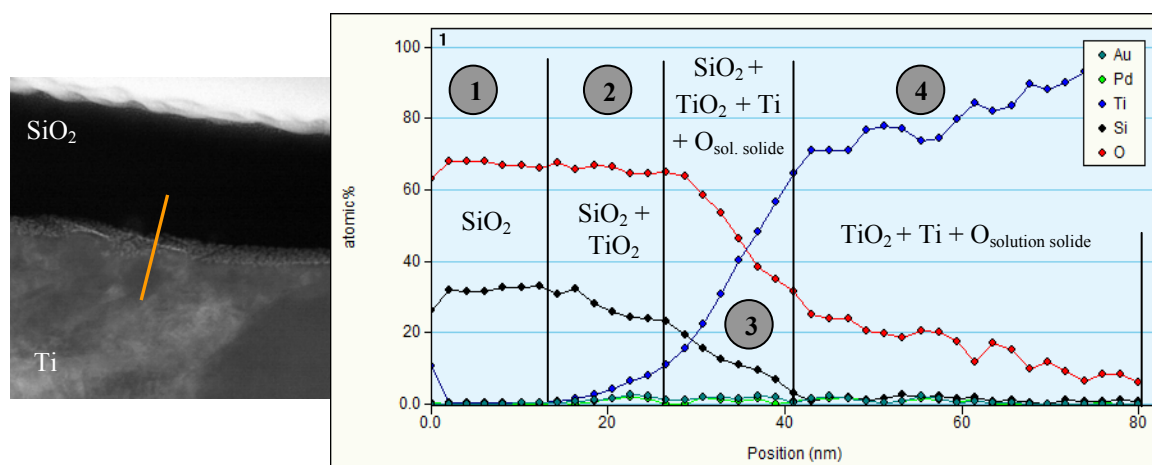 SiO2
Ti
1
100
80
60
40
20
0.0
atomic%
0.0
20
40
60
80
Position (nm)
1
2
SiO2 +
TiO2 + Ti
+ Osol. solide
4
SiO2
SiO2 +
TiO2
TiO2 + Ti + Osolution solide
3
Au
Pd
Ti
Si
O